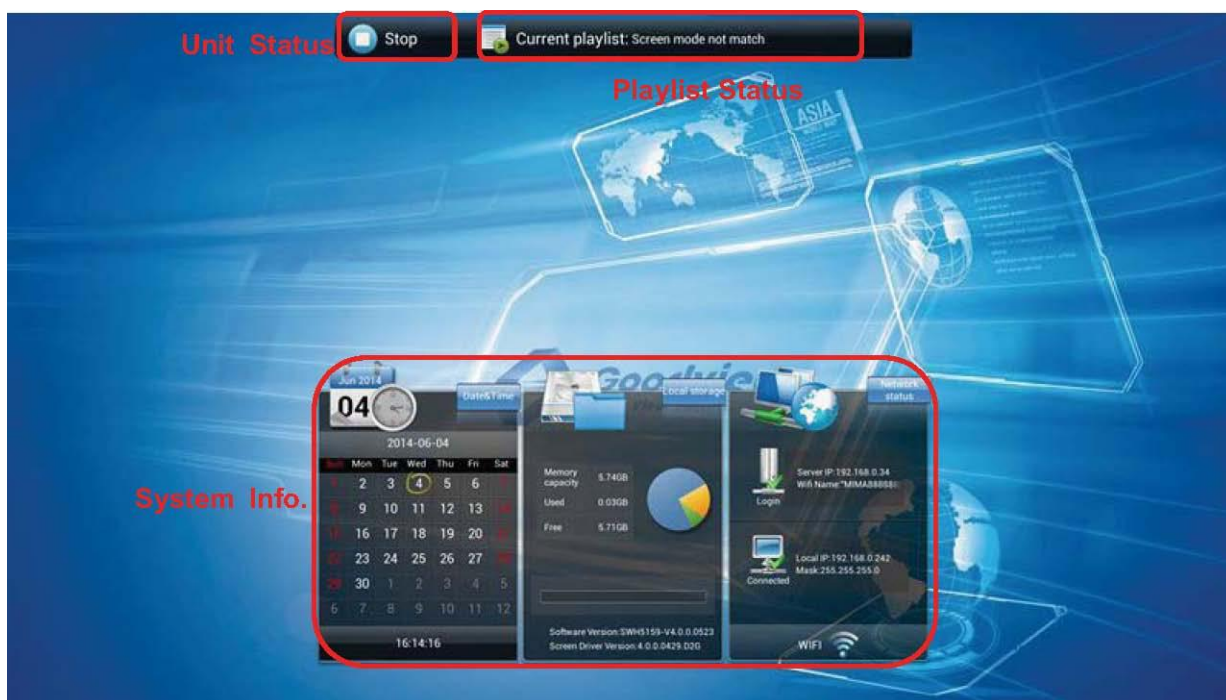 Unit Status
Stop
Current playlist: Screen mode not match
Playlist Status
ASIA
WORLD MAP
Goodview
System Info.
Jun 2014
04
Date&Time
2014-06-04
Sun Mon Tue Wed Thu Fri Sat
1 2 3 4 5 6 7
8 9 10 11 12 13 14
15 16 17 18 19 20 21
22 23 24 25 26 27 28
29 30 1 2 3 4 5
6 7 8 9 10 11 12
16:14:16
Local storage
Memory capacity 5.74GB
Used 0.03GB
Free 5.71GB
Software Version:SWH5159-V4.0.0.0523
Screen Driver Version:4.0.0.0429.D2G
Network
status
Server IP:192.168.0.34
Login
Local IP:192.168.0.242
Mask:255.255.255.0
Connected
WIFI